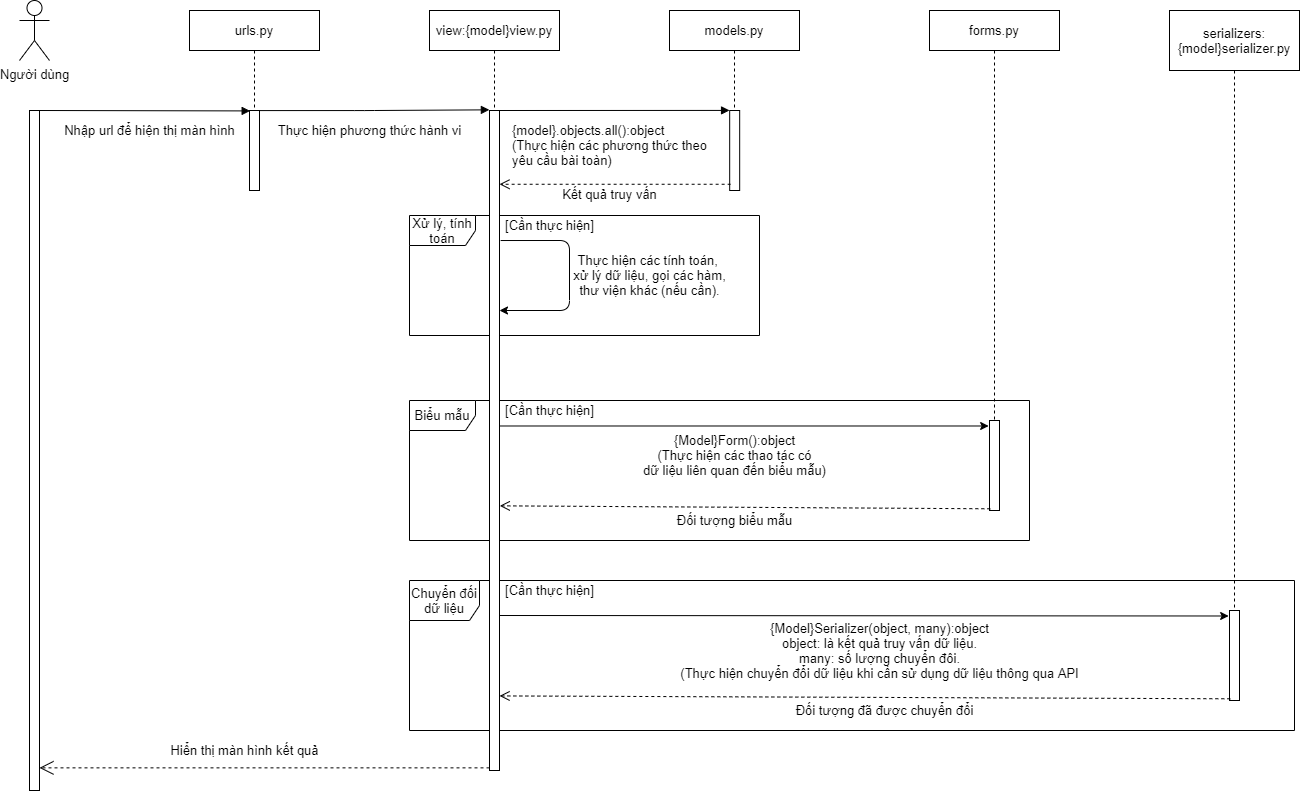 Người dùng
urls.py
view:{model}view.py
models.py
forms.py
serializers:
{model}serializer.py
Nhập url để hiện thị màn hình
Thực hiện phương thức hành vi
{model}.objects.all():object
(Thực hiện các phương thức theo
yêu cầu bài toàn)
Kết quả truy vấn
Xử lý, tính
toán
[Cần thực hiện]
Thực hiện các tính toán,
xử lý dữ liệu, gọi các hàm,
thư viện khác (nếu cần).
Biểu mẫu
[Cần thực hiện]
{Model}Form():object
(Thực hiện các thao tác có
dữ liệu liên quan đến biểu mẫu)
Đối tượng biểu mẫu
Chuyển đổi
dữ liệu
[Cần thực hiện]
{Model}Serializer(object, many):object
object: là kết quả truy vấn dữ liệu.
many: số lượng chuyển đôi.
(Thực hiện chuyển đổi dữ liệu khi cần sử dụng dữ liệu thông qua API
Đối tượng đã được chuyển đổi
Hiển thị màn hình kết quả